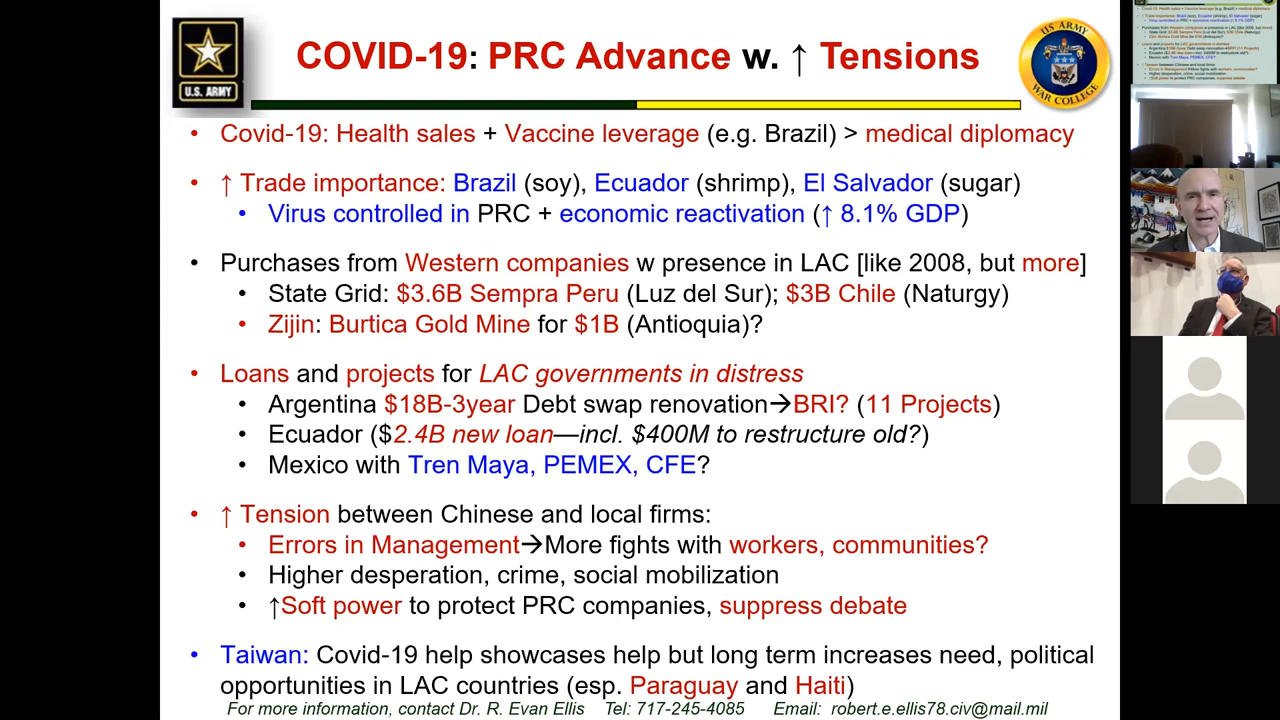 COVID-19: PRC Advance w. ↑ Tensions
U.S. ARMY
US ARMY
WAR COLLEGE
• Covid-19: Health sales + Vaccine leverage (e.g. Brazil) > medical diplomacy
• ↑ Trade importance: Brazil (soy), Ecuador (shrimp), El Salvador (sugar)
• Virus controlled in PRC + economic reactivation (↑ 8.1% GDP)
• Purchases from Western companies w presence in LAC [like 2008, but more]
• State Grid: $3.6B Sempra Peru (Luz del Sur); $3B Chile (Naturgy)
• Zijin: Burtica Gold Mine for $1B (Antioquia)?
• Loans and projects for LAC governments in distress
• Argentina $18B-3year Debt swap renovation→BRI? (11 Projects)
• Ecuador ($2.4B new loan—incl. $400M to restructure old?)
• Mexico with Tren Maya, PEMEX, CFE?
• ↑ Tension between Chinese and local firms:
• Errors in Management→More fights with workers, communities?
• Higher desperation, crime, social mobilization
• ↑Soft power to protect PRC companies, suppress debate
• Taiwan: Covid-19 help showcases help but long term increases need, political
opportunities in LAC countries (esp. Paraguay and Haiti)
For more information, contact Dr. R. Evan Ellis Tel: 717-245-4085 Email: robert.e.ellis78.civ@mail.mil